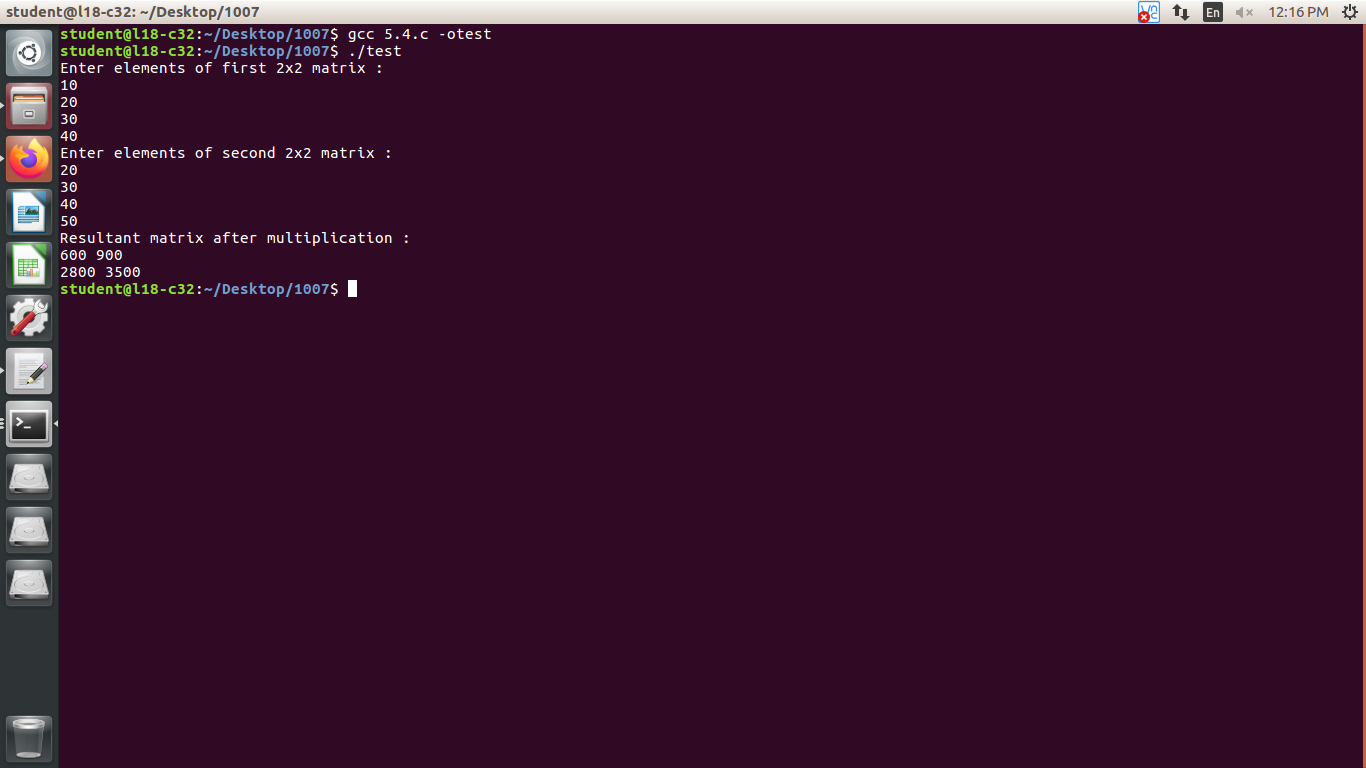 student@l18-c32: ~/Desktop/1007
En
12:16 PM
student@l18-c32:~/Desktop/1007$ gcc 5.4.c -otest
student@l18-c32:~/Desktop/1007$ ./test
Enter elements of first 2x2 matrix :
10
20
30
40
Enter elements of second 2x2 matrix :
20
30
40
50
Resultant matrix after multiplication :
600 900
2800 3500
student@l18-c32:~/Desktop/1007$